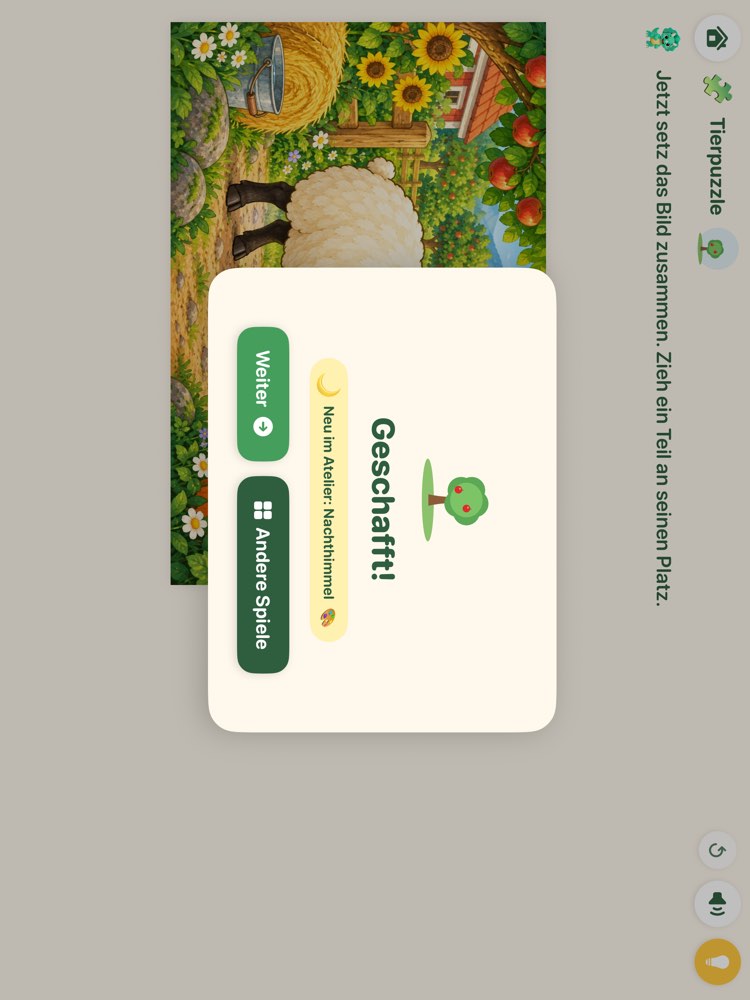 Tierpuzzle
Jetzt setz das Bild zusammen. Zieh ein Teil an seinen Platz.
Geschafft!
Neu im Atelier: Nachthimmel
Weiter
Andere Spiele